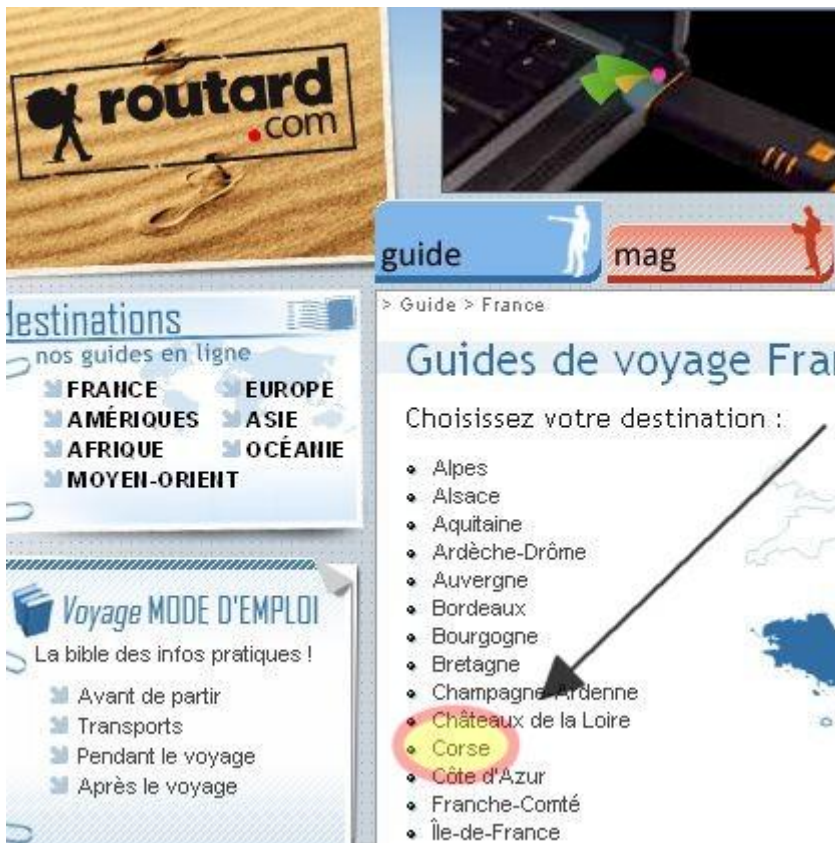 routard
.com
guide
mag
destinations
nos guides en ligne
FRANCE EUROPE
AMÉRIQUES ASIE
AFRIQUE OCÉANIE
MOYEN-ORIENT
Voyage MODE D'EMPLOI
La bible des infos pratiques !
Avant de partir
Transports
Pendant le voyage
Après le voyage
> Guide > France
Guides de voyage Fra
Choisissez votre destination :
Alpes
Alsace
Aquitaine
Ardèche-Drôme
Auvergne
Bordeaux
Bourgogne
Bretagne
Champagne-Ardenne
Châteaux de la Loire
Corse
Côte d'Azur
Franche-Comté
Île-de-France